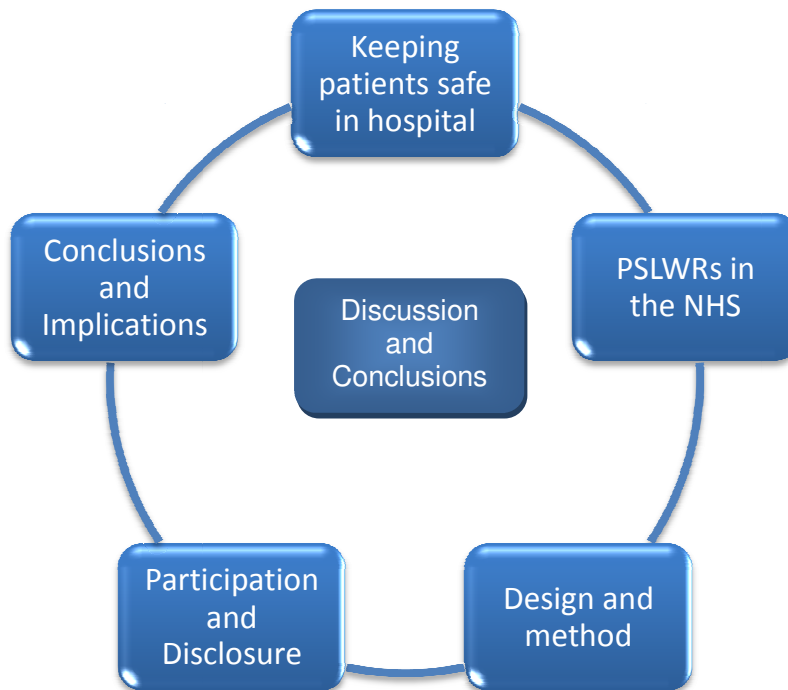 Keeping
patients safe
in hospital
PSLWRs in
the NHS
Design and
method
Participation
and
Disclosure
Conclusions
and
Implications
Discussion
and
Conclusions